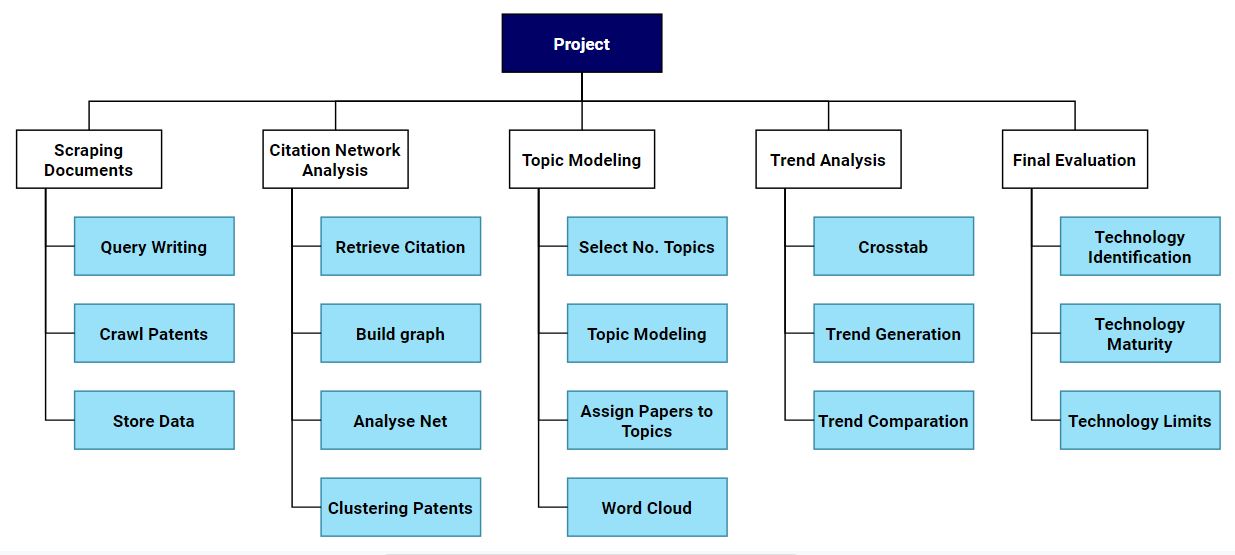 Project
Scraping
Documents
Query Writing
Crawl Patents
Store Data
Citation Network
Analysis
Retrieve Citation
Build graph
Analyse Net
Clustering Patents
Topic Modeling
Select No. Topics
Topic Modeling
Assign Papers to
Topics
Word Cloud
Trend Analysis
Crosstab
Trend Generation
Trend Comparation
Final Evaluation
Technology
Identification
Technology
Maturity
Technology Limits